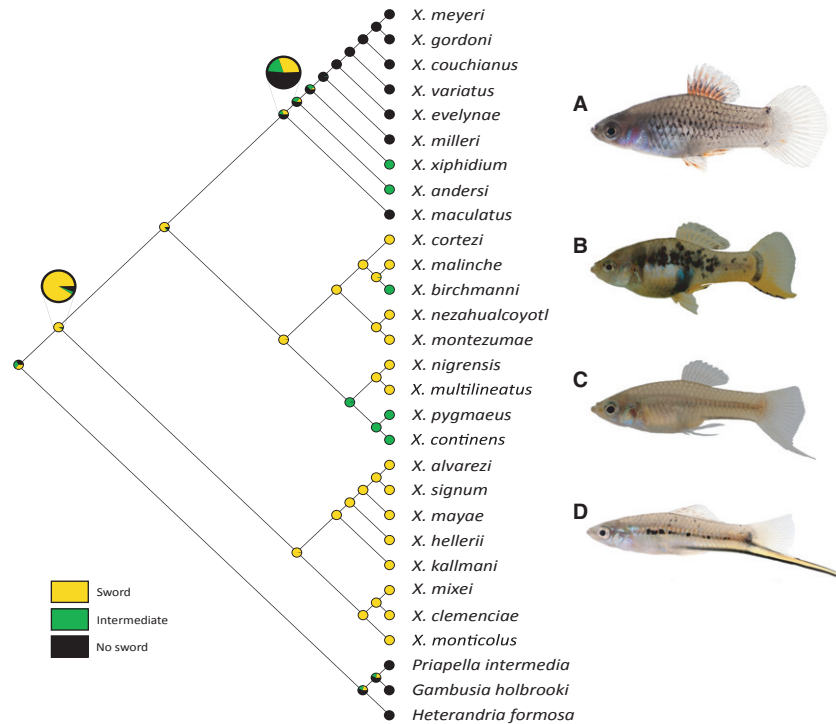 X. meyeri
X. gordoni
X. couchianus
X. variatus
X. evelynae
X. milleri
X. xiphidium
X. andersi
X. maculatus
X. cortezi
X. malinche
X. birchmanni
X. nezahualcoyotl
X. montezumae
X. nigrensis
X. multilineatus
X. pygmaeus
X. continens
X. alvarezi
X. signum
X. mayae
X. hellerii
X. kallmani
X. mixei
X. clemenciae
X. monticolus
Priapella intermedia
Gambusia holbrooki
Heterandria formosa
Sword
Intermediate
No sword
A
B
C
D